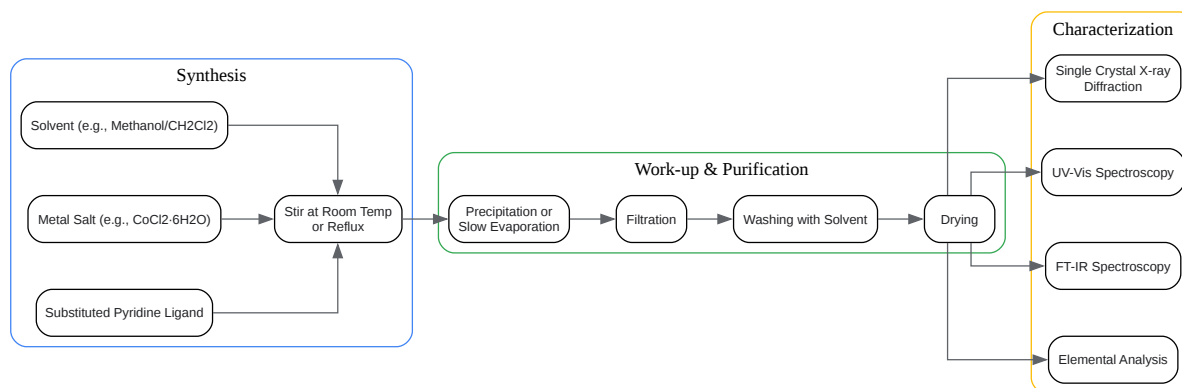 Synthesis
Solvent (e.g., Methanol/CH2Cl2)
Metal Salt (e.g., CoCl2·6H2O)
Substituted Pyridine Ligand
Stir at Room Temp
or Reflux
Work-up & Purification
Precipitation or
Slow Evaporation
Filtration
Washing with Solvent
Drying
Characterization
Single Crystal X-ray
Diffraction
UV-Vis Spectroscopy
FT-IR Spectroscopy
Elemental Analysis